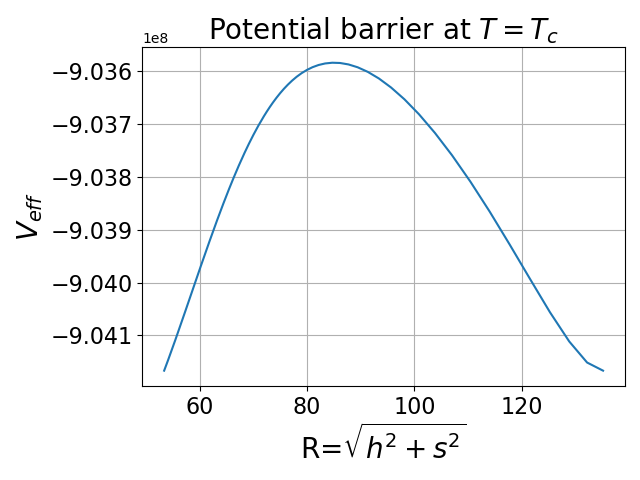 Potential barrier at $T = T_c$
1e8
−9.036
−9.037
−9.038
−9.039
−9.040
−9.041
$V_{eff}$
60 80 100 120
R=$\sqrt{h^2 + s^2}$